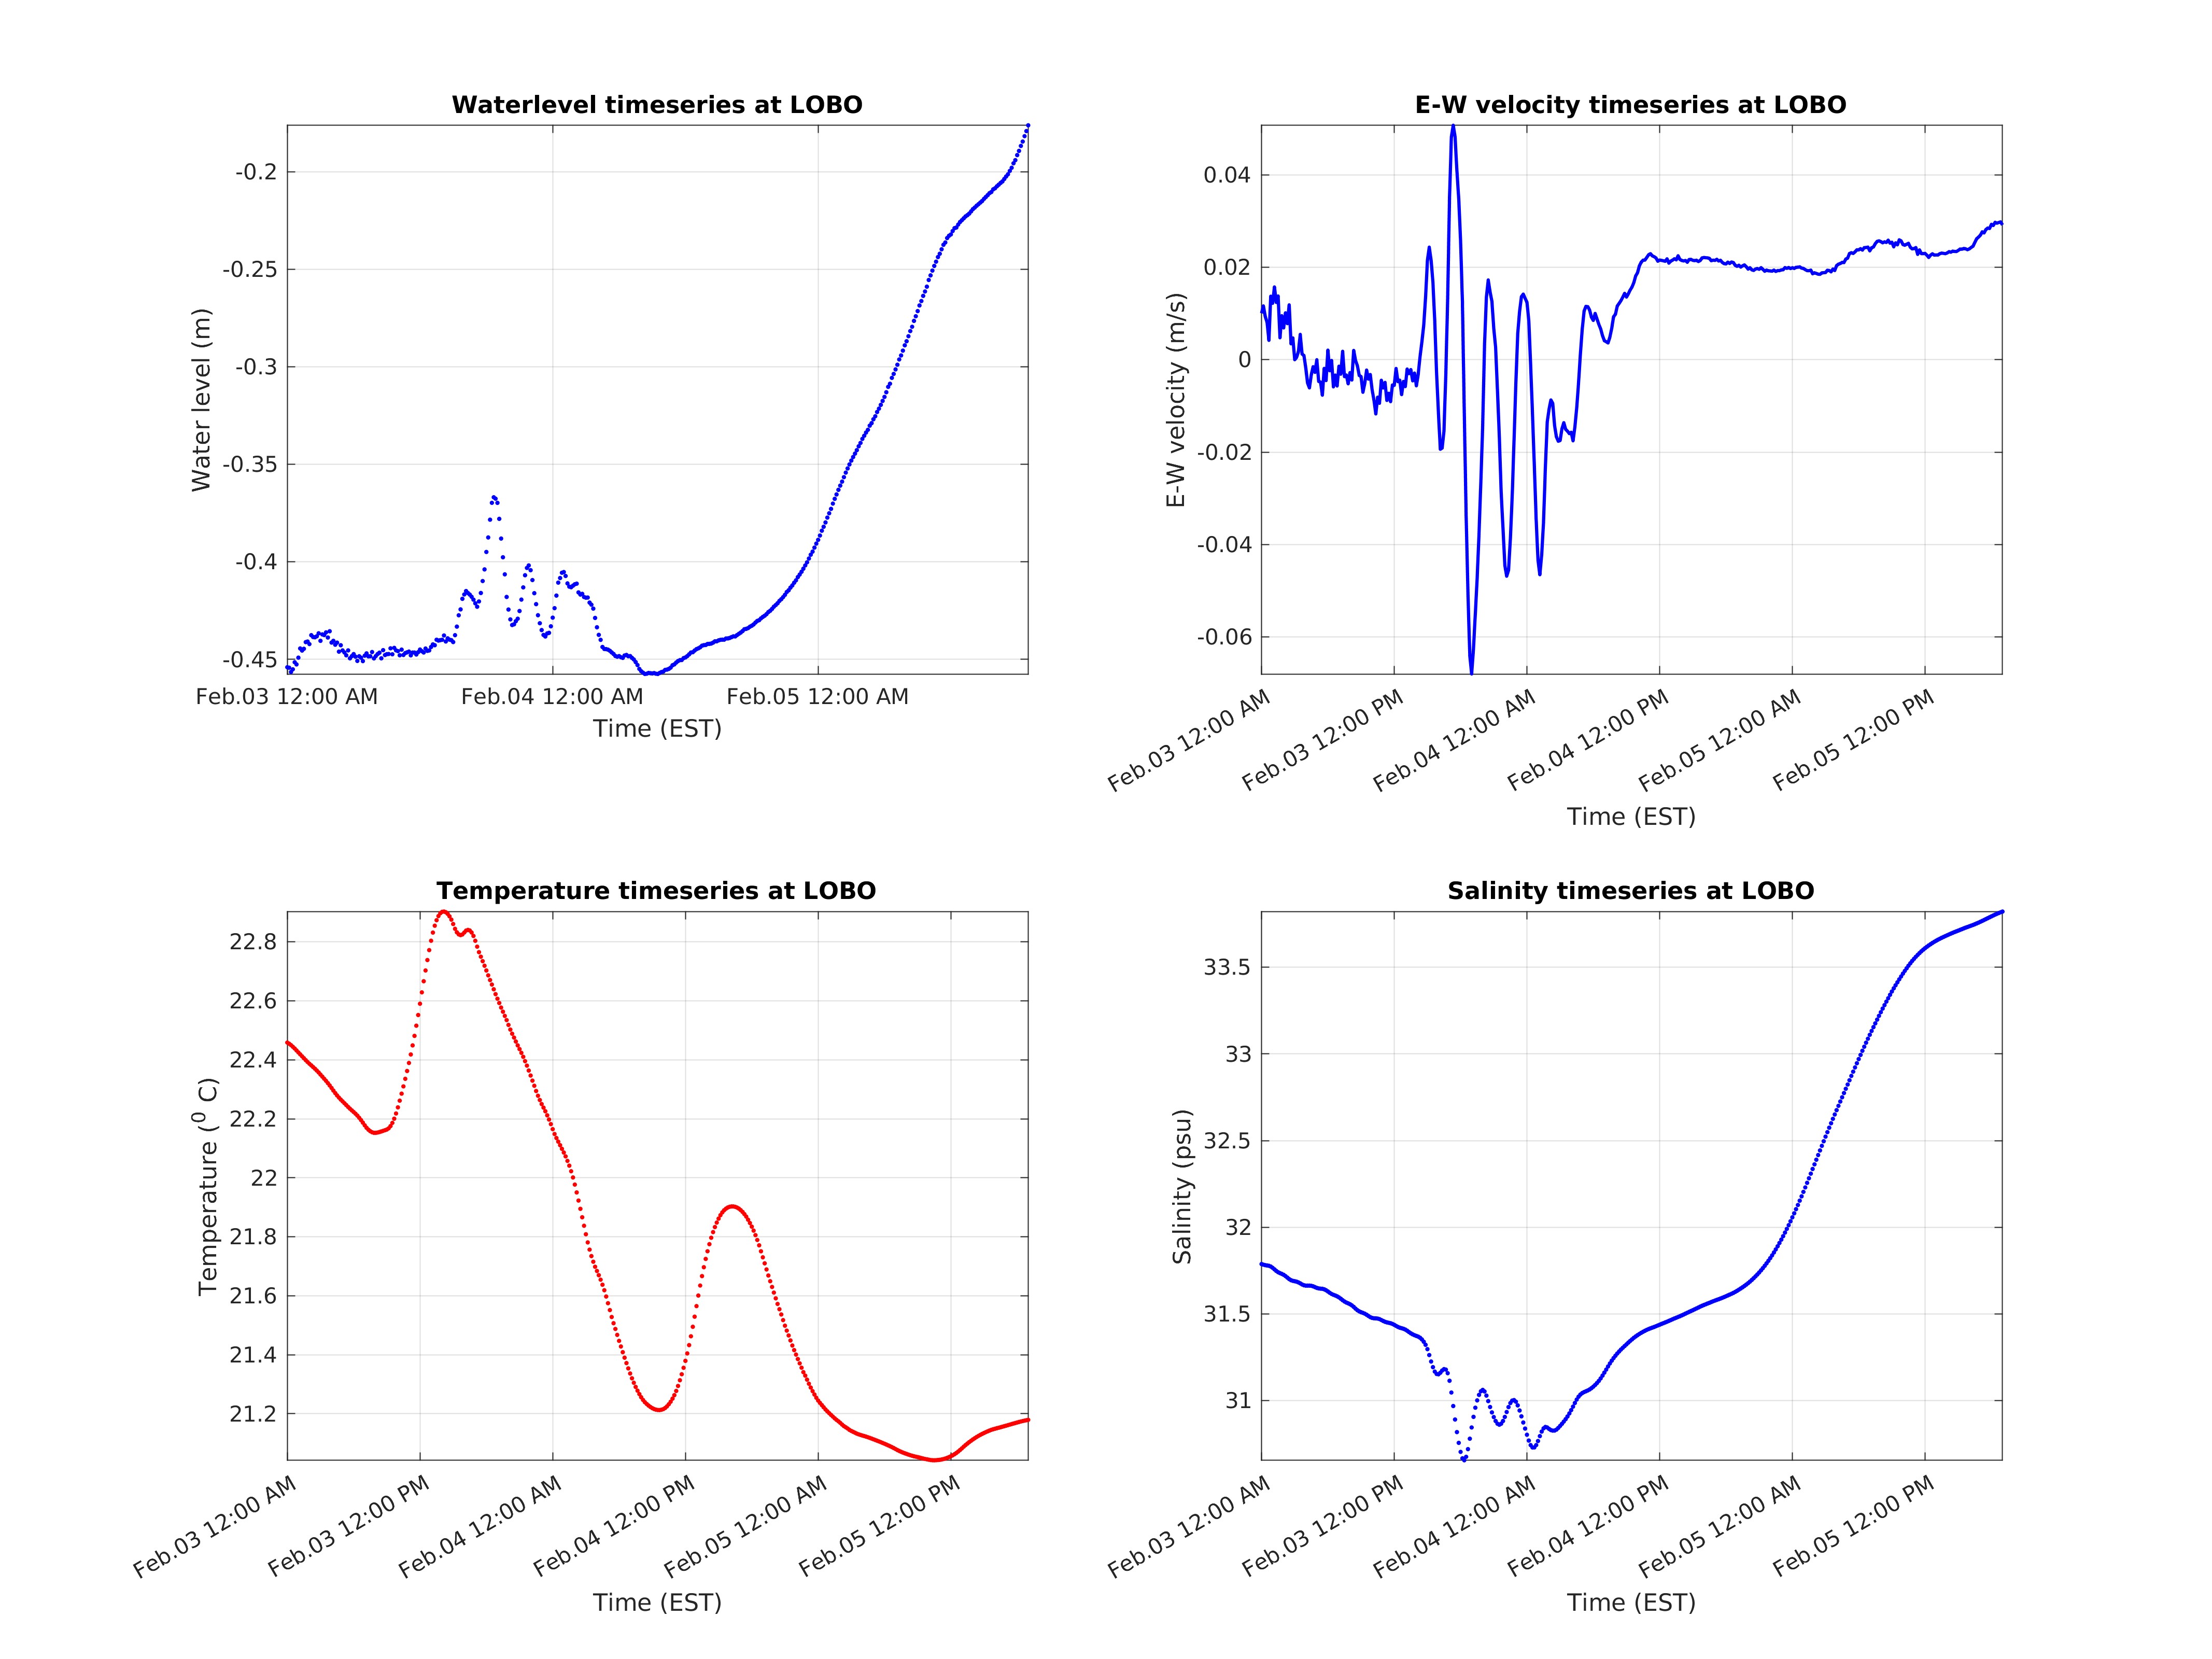 Waterlevel timeseries at LOBO
-0.2
-0.25
-0.3
-0.35
-0.4
-0.45
Water level (m)
Feb.03 12:00 AM
Feb.04 12:00 AM
Feb.05 12:00 AM
Time (EST)
E-W velocity timeseries at LOBO
0.04
0.02
0
-0.02
-0.04
-0.06
E-W velocity (m/s)
Feb.03 12:00 AM
Feb.03 12:00 PM
Feb.04 12:00 AM
Feb.04 12:00 PM
Feb.05 12:00 AM
Feb.05 12:00 PM
Time (EST)
Temperature timeseries at LOBO
22.8
22.6
22.4
22.2
22
21.8
21.6
21.4
21.2
Temperature (⁰ C)
Feb.03 12:00 AM
Feb.03 12:00 PM
Feb.04 12:00 AM
Feb.04 12:00 PM
Feb.05 12:00 AM
Feb.05 12:00 PM
Time (EST)
Salinity timeseries at LOBO
33.5
33
32.5
32
31.5
31
Salinity (psu)
Feb.03 12:00 AM
Feb.03 12:00 PM
Feb.04 12:00 AM
Feb.04 12:00 PM
Feb.05 12:00 AM
Feb.05 12:00 PM
Time (EST)